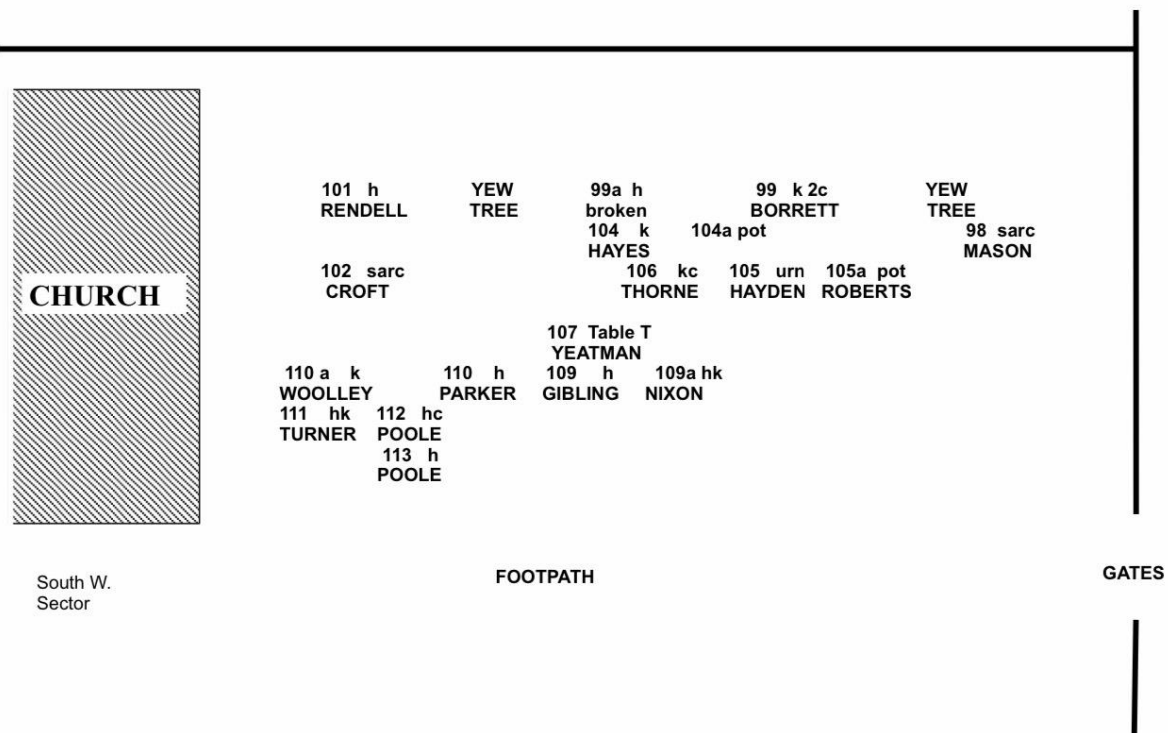 101 h YEW 99a h 99 k 2c YEW
RENDELL TREE broken BORRETT TREE
104 k 104a pot 98 sarc
HAYES MASON
102 sarc 106 kc 105 urn 105a pot
CHURCH CROFT THORNE HAYDEN ROBERTS
107 Table T
YEATMAN
110 a k 110 h 109 h 109a hk
WOOLLEY PARKER GIBLING NIXON
111 hk 112 hc
TURNER POOLE
113 h
POOLE
South W. FOOTPATH GATES
Sector